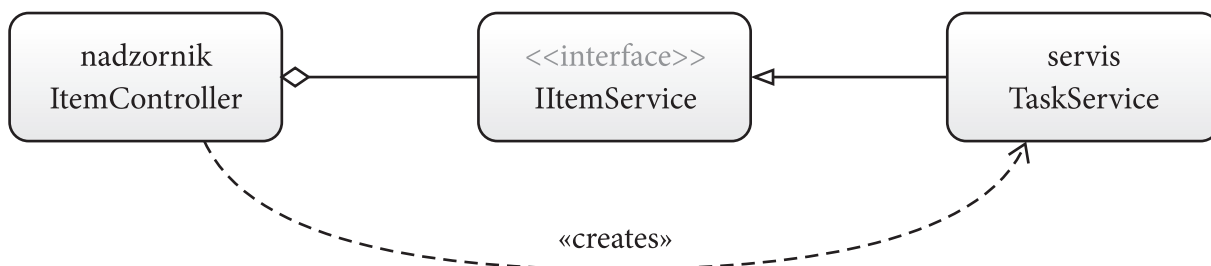 nadzornik
ItemController
<<interface>>
IItemService
servis
TaskService
«creates»